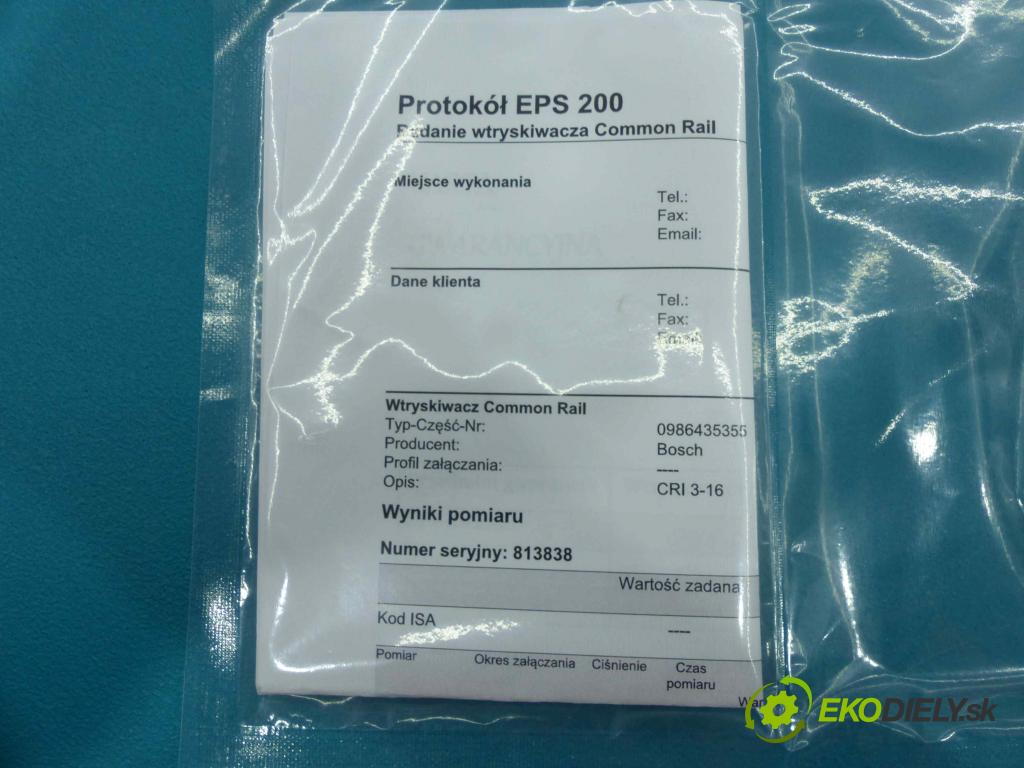 Protokół EPS 200
Badanie wtryskiwacza Common Rail
Miejsce wykonania
Tel.:
Fax:
Email:
GWARANCYJNA
Dane klienta
Tel.:
Fax:
Email:
Wtryskiwacz Common Rail
Typ-Część-Nr: 0986435355
Producent: Bosch
Profil załączania: ----
Opis: CRI 3-16
Wyniki pomiaru
Numer seryjny: 813838
Wartość zadana
Kod ISA ----
Pomiar Okres załączania Ciśnienie Czas pomiaru
EKODIELY.sk